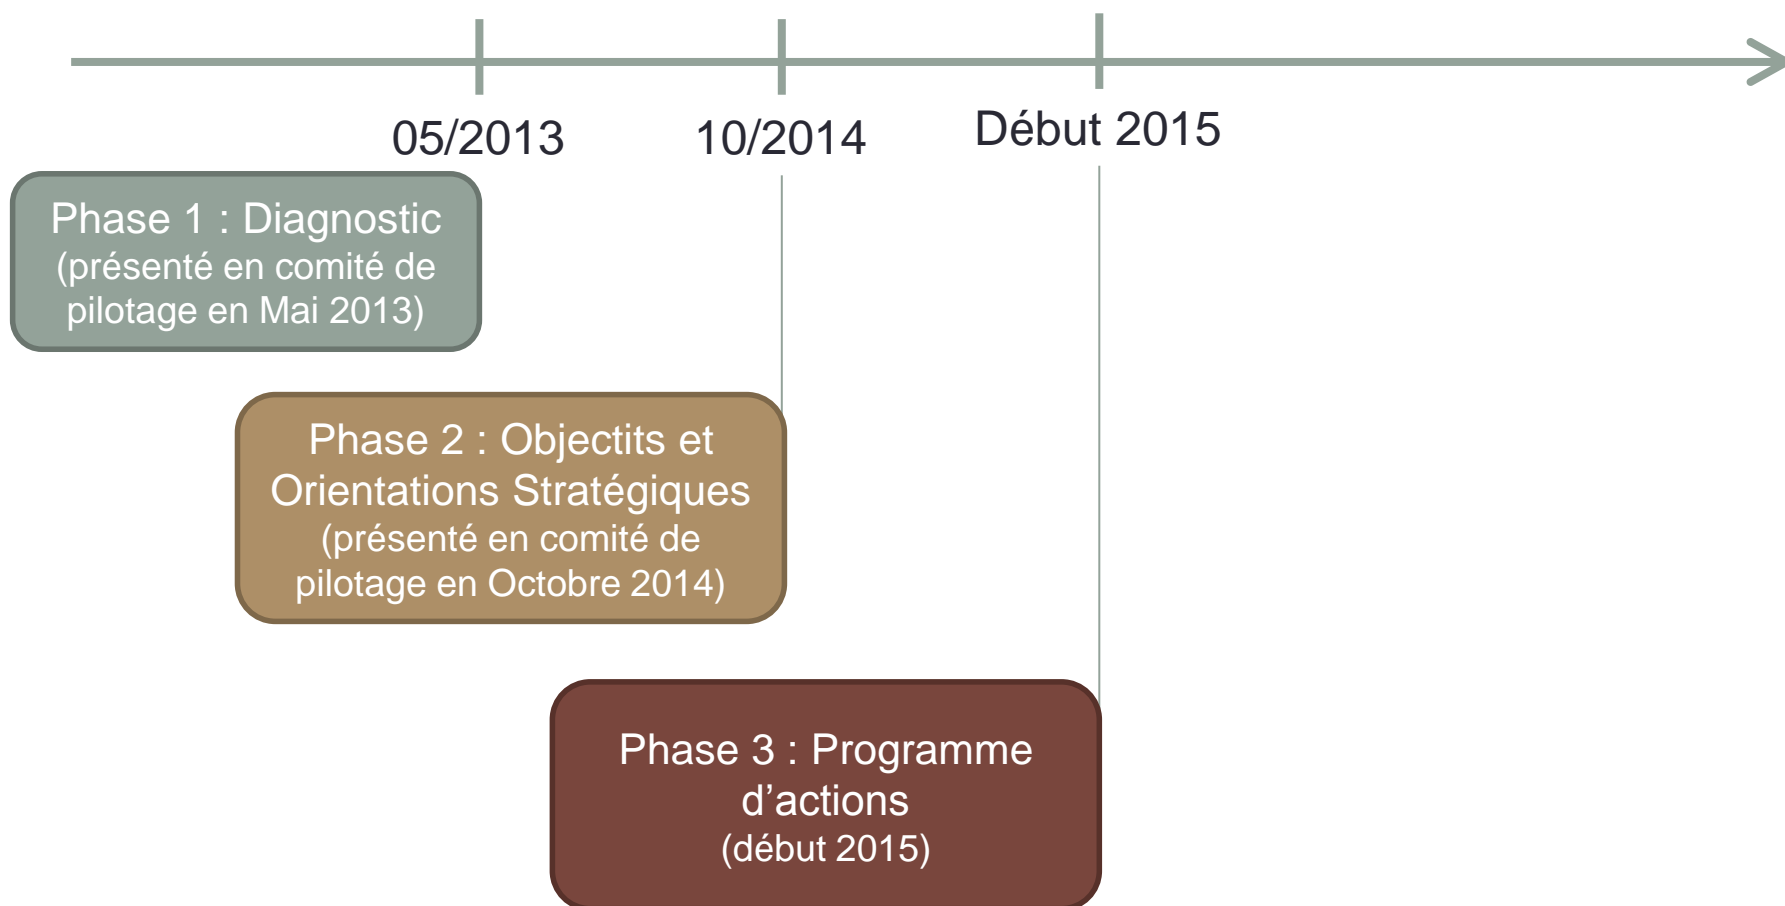 05/2013
10/2014
Début 2015
Phase 1 : Diagnostic
(présenté en comité de
pilotage en Mai 2013)
Phase 2 : Objectits et
Orientations Stratégiques
(présenté en comité de
pilotage en Octobre 2014)
Phase 3 : Programme
d’actions
(début 2015)